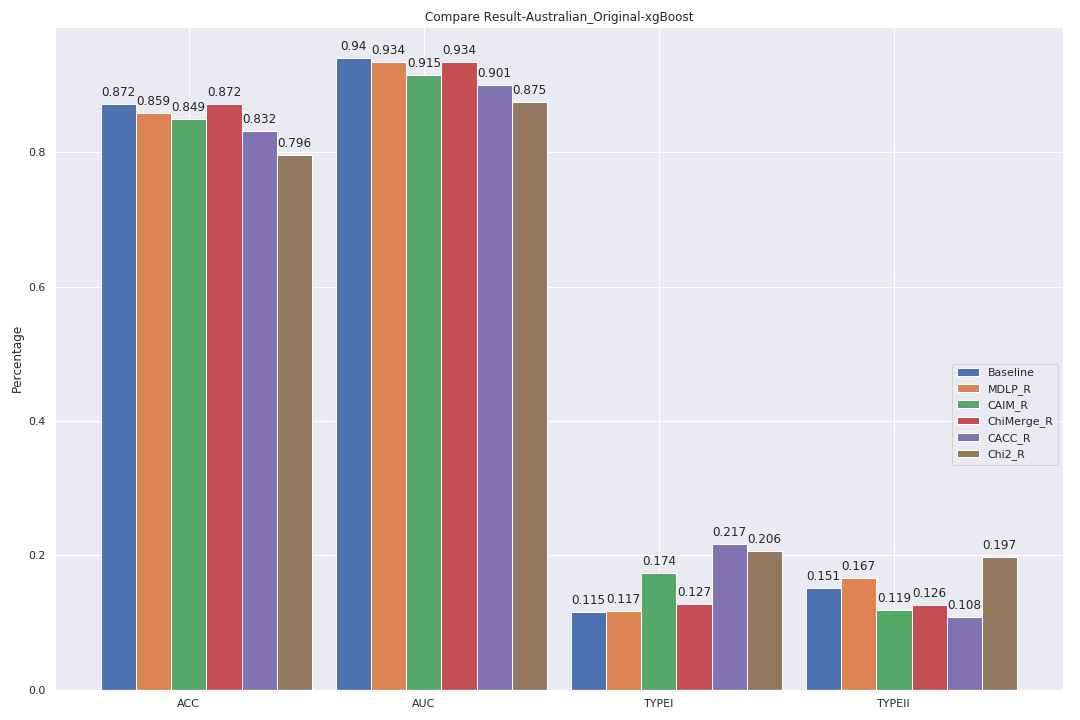 Compare Result-Australian_Original-xgBoost
Percentage
0.8
0.6
0.4
0.2
0.0
0.872
0.859
0.849
0.872
0.832
0.796
0.94
0.934
0.915
0.934
0.901
0.875
0.115
0.117
0.174
0.127
0.217
0.206
0.151
0.167
0.119
0.126
0.108
0.197
Baseline
MDLP_R
CAIM_R
ChiMerge_R
CACC_R
Chi2_R
ACC
AUC
TYPEI
TYPEII